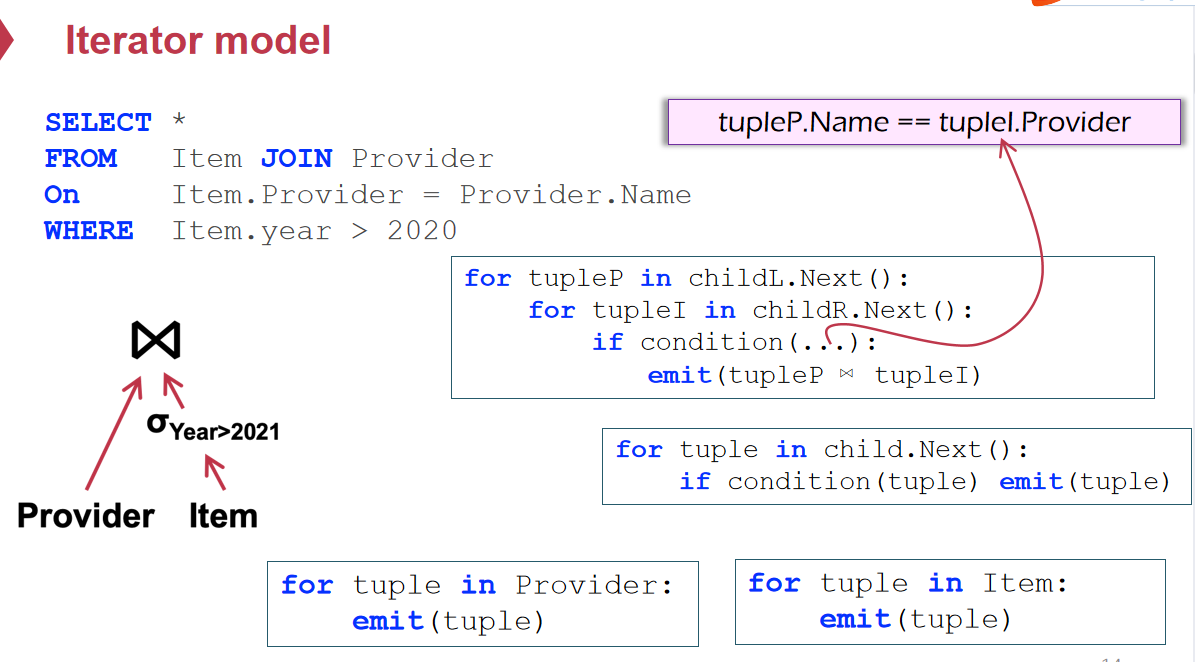 Iterator model
SELECT *
FROM Item JOIN Provider
On Item.Provider = Provider.Name
WHERE Item.year > 2020
tupleP.Name == tupleI.Provider
for tupleP in childL.Next():
for tupleI in childR.Next():
if condition(...):
emit(tupleP ⋈ tupleI)
⋈
σ Year>2021
Provider Item
for tuple in child.Next():
if condition(tuple) emit(tuple)
for tuple in Provider:
emit(tuple)
for tuple in Item:
emit(tuple)